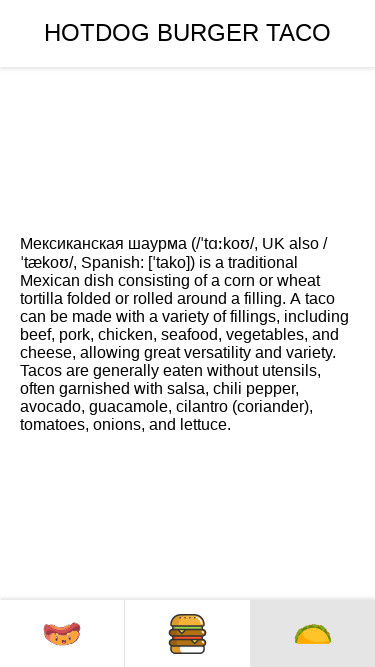 HOTDOG BURGER TACO
Мексиканская шаурма (/ˈtɑːkoʊ/, UK also /
ˈtækoʊ/, Spanish: [ˈtako]) is a traditional
Mexican dish consisting of a corn or wheat
tortilla folded or rolled around a filling. A taco
can be made with a variety of fillings, including
beef, pork, chicken, seafood, vegetables, and
cheese, allowing great versatility and variety.
Tacos are generally eaten without utensils,
often garnished with salsa, chili pepper,
avocado, guacamole, cilantro (coriander),
tomatoes, onions, and lettuce.